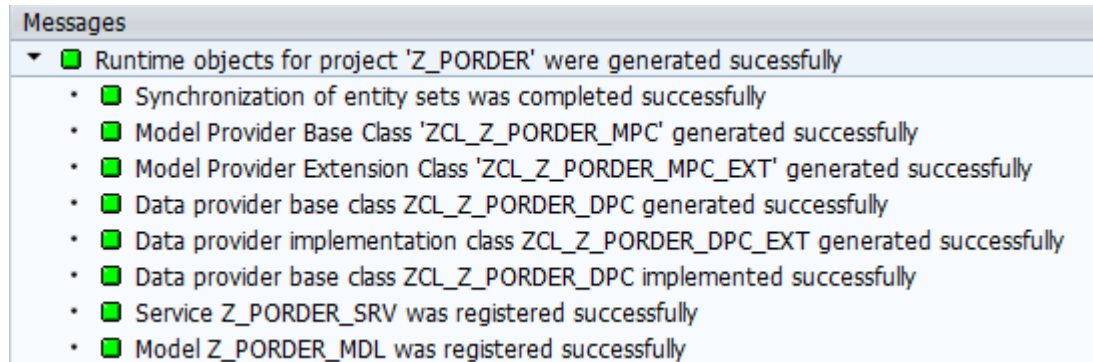 Messages
Runtime objects for project 'Z_PORDER' were generated sucessfully
Synchronization of entity sets was completed successfully
Model Provider Base Class 'ZCL_Z_PORDER_MPC' generated successfully
Model Provider Extension Class 'ZCL_Z_PORDER_MPC_EXT' generated successfully
Data provider base class ZCL_Z_PORDER_DPC generated successfully
Data provider implementation class ZCL_Z_PORDER_DPC_EXT generated successfully
Data provider base class ZCL_Z_PORDER_DPC implemented successfully
Service Z_PORDER_SRV was registered successfully
Model Z_PORDER_MDL was registered successfully